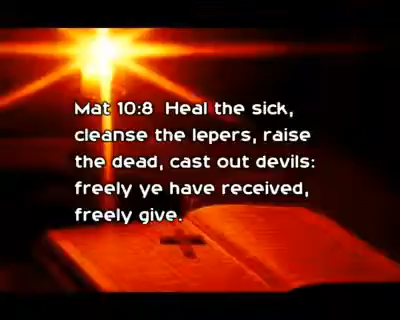 Mat 10:8  Heal the sick,
cleanse the lepers, raise
the dead, cast out devils:
freely ye have received,
freely give.